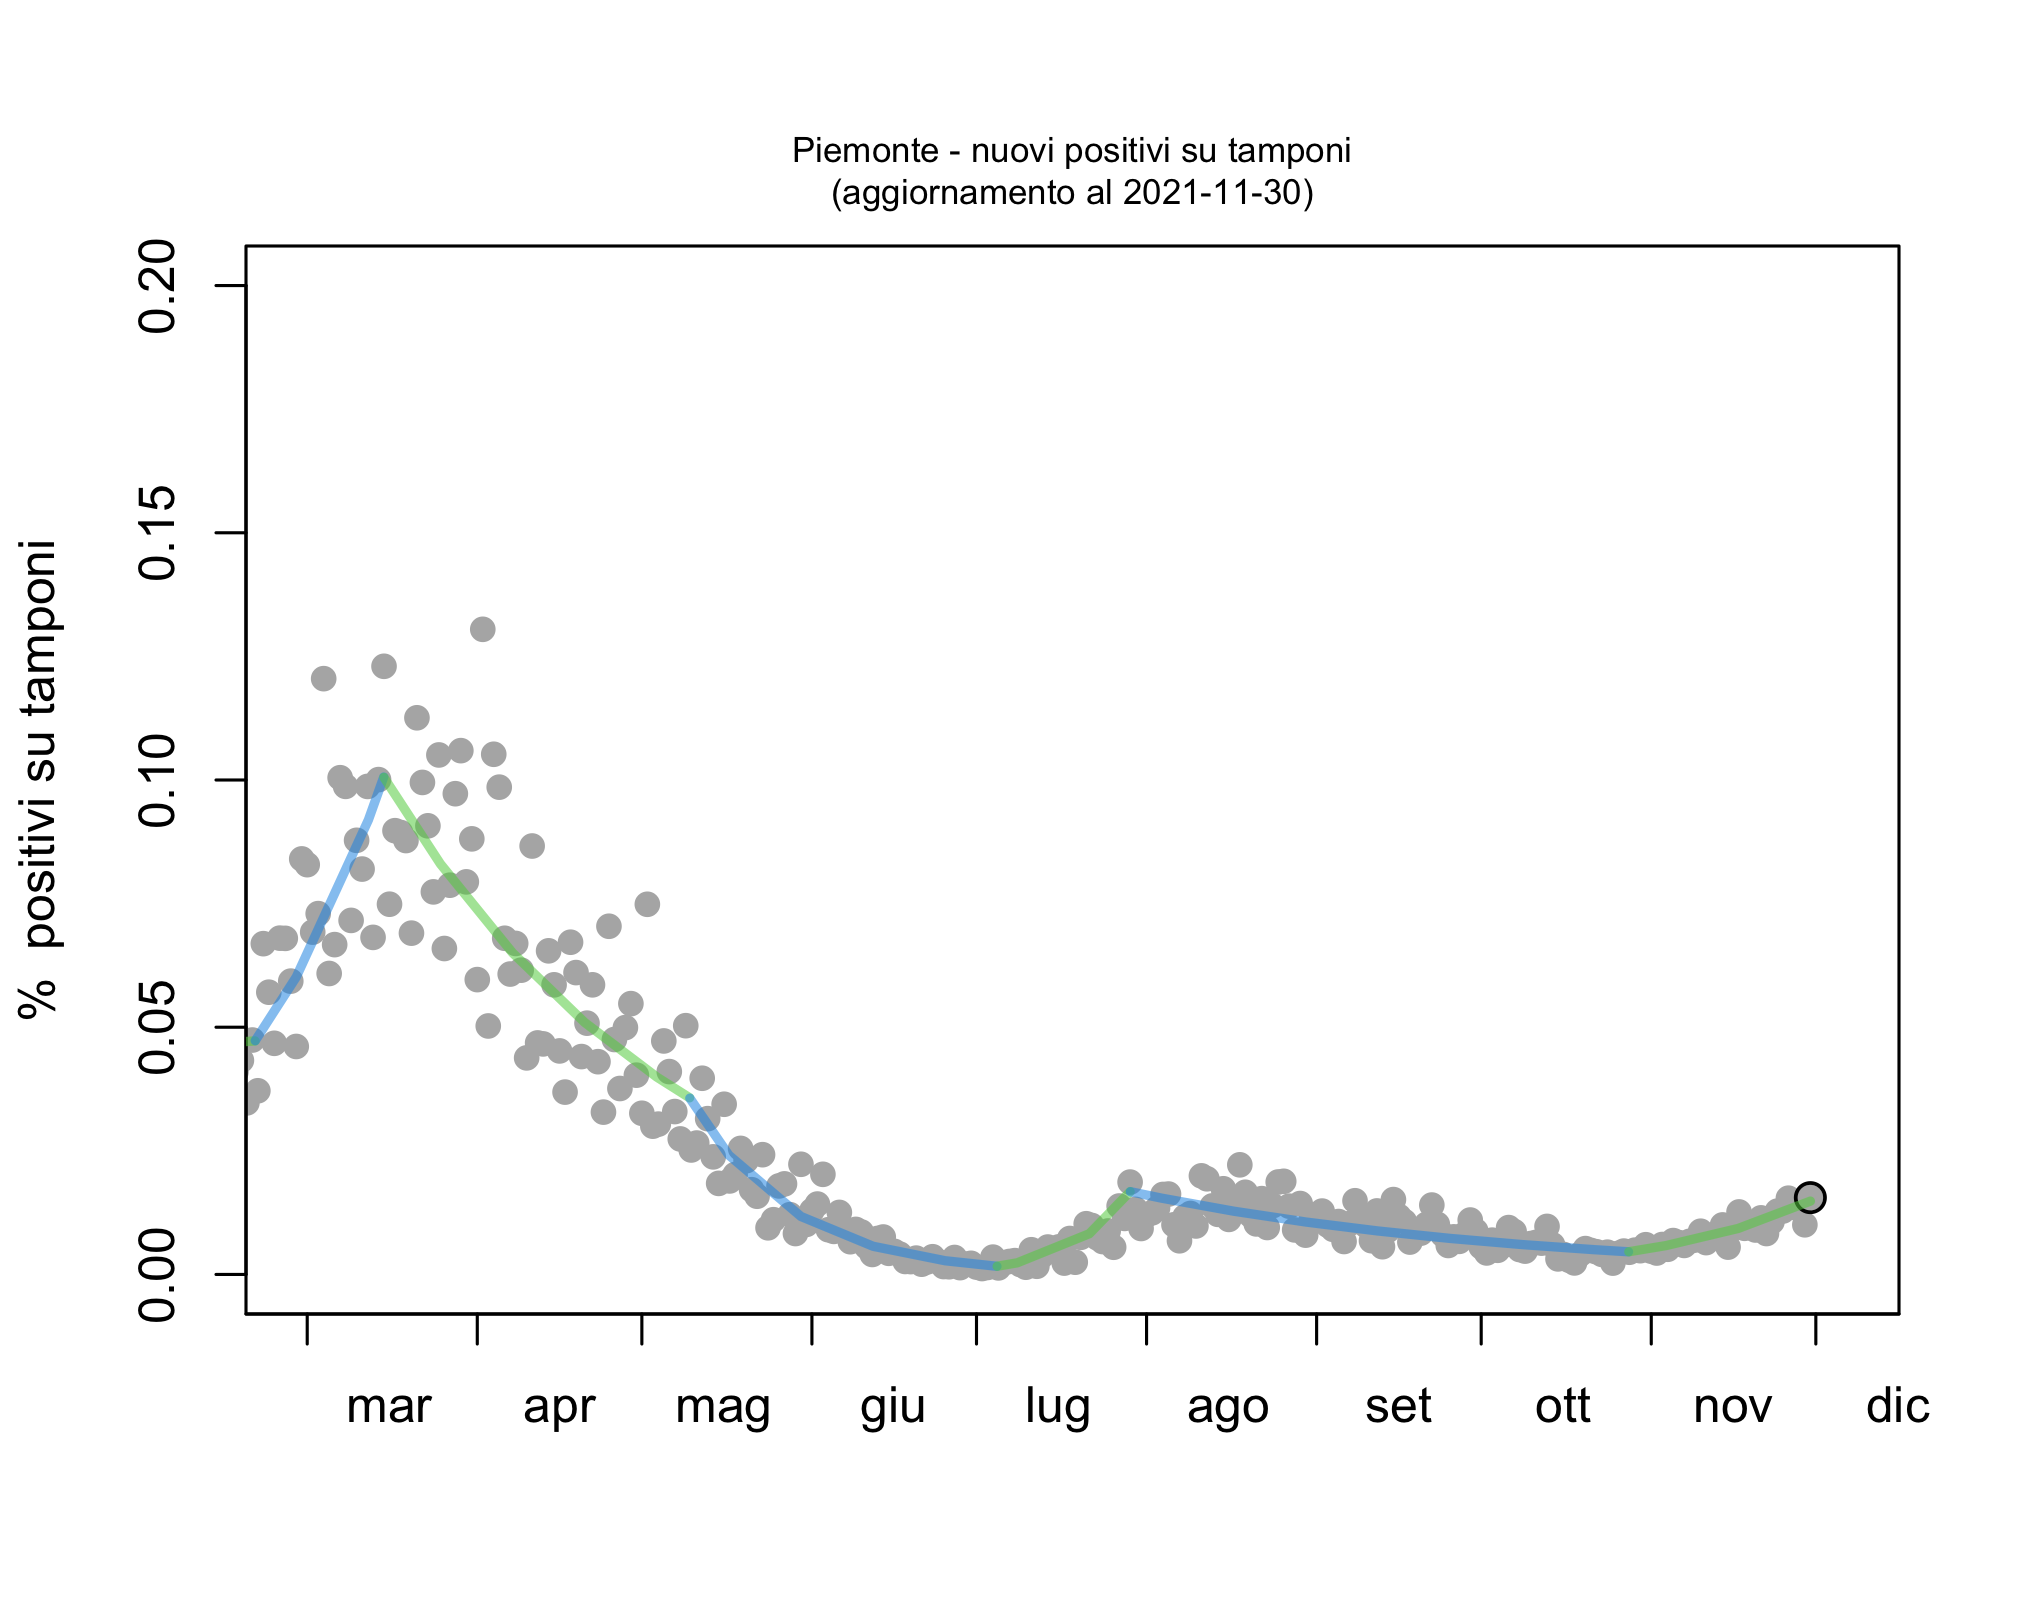 Piemonte - nuovi positivi su tamponi
(aggiornamento al 2021-11-30)
% positivi su tamponi
0.20
0.15
0.10
0.05
0.00
mar apr mag giu lug ago set ott nov dic